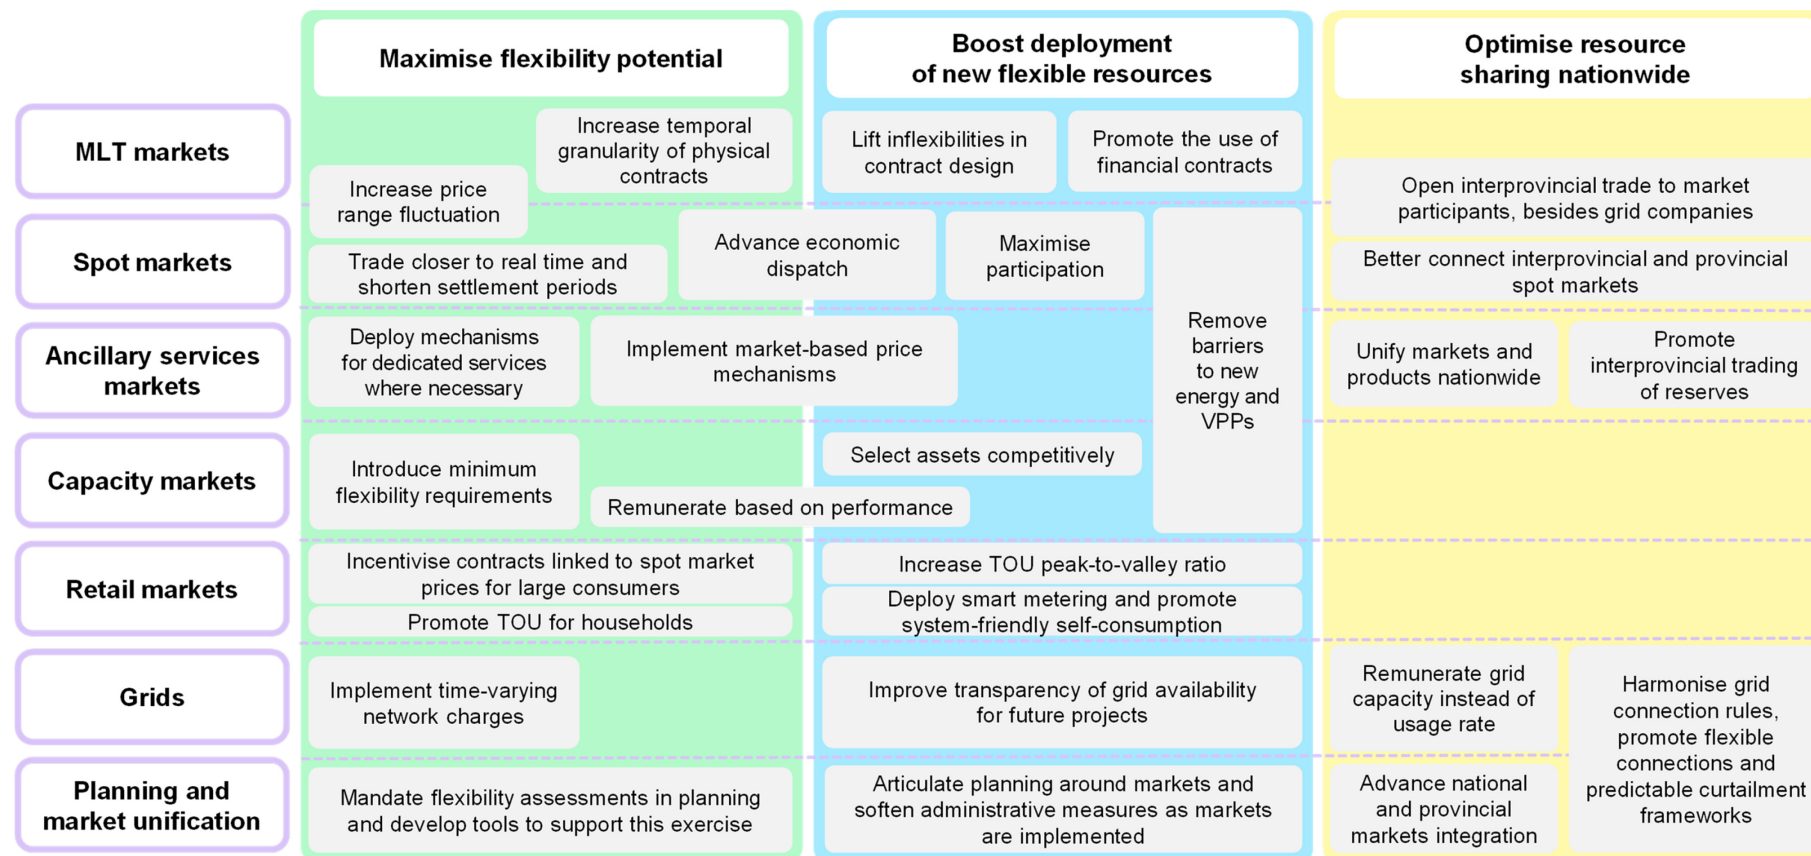 Maximise flexibility potential
Boost deployment
of new flexible resources
Optimise resource
sharing nationwide
MLT markets
Increase temporal
granularity of physical
contracts
Increase price
range fluctuation
Lift inflexibilities in
contract design
Promote the use of
financial contracts
Open interprovincial trade to market
participants, besides grid companies
Spot markets
Trade closer to real time and
shorten settlement periods
Advance economic
dispatch
Maximise
participation
Remove
barriers
to new
energy and
VPPs
Better connect interprovincial and provincial
spot markets
Ancillary services
markets
Deploy mechanisms
for dedicated services
where necessary
Implement market-based price
mechanisms
Unify markets and
products nationwide
Promote
interprovincial trading
of reserves
Capacity markets
Introduce minimum
flexibility requirements
Remunerate based on performance
Select assets competitively
Retail markets
Incentivise contracts linked to spot market
prices for large consumers
Promote TOU for households
Increase TOU peak-to-valley ratio
Deploy smart metering and promote
system-friendly self-consumption
Grids
Implement time-varying
network charges
Improve transparency of grid availability
for future projects
Remunerate grid
capacity instead of
usage rate
Harmonise grid
connection rules,
promote flexible
connections and
predictable curtailment
frameworks
Planning and
market unification
Mandate flexibility assessments in planning
and develop tools to support this exercise
Articulate planning around markets and
soften administrative measures as markets
are implemented
Advance national
and provincial
markets integration